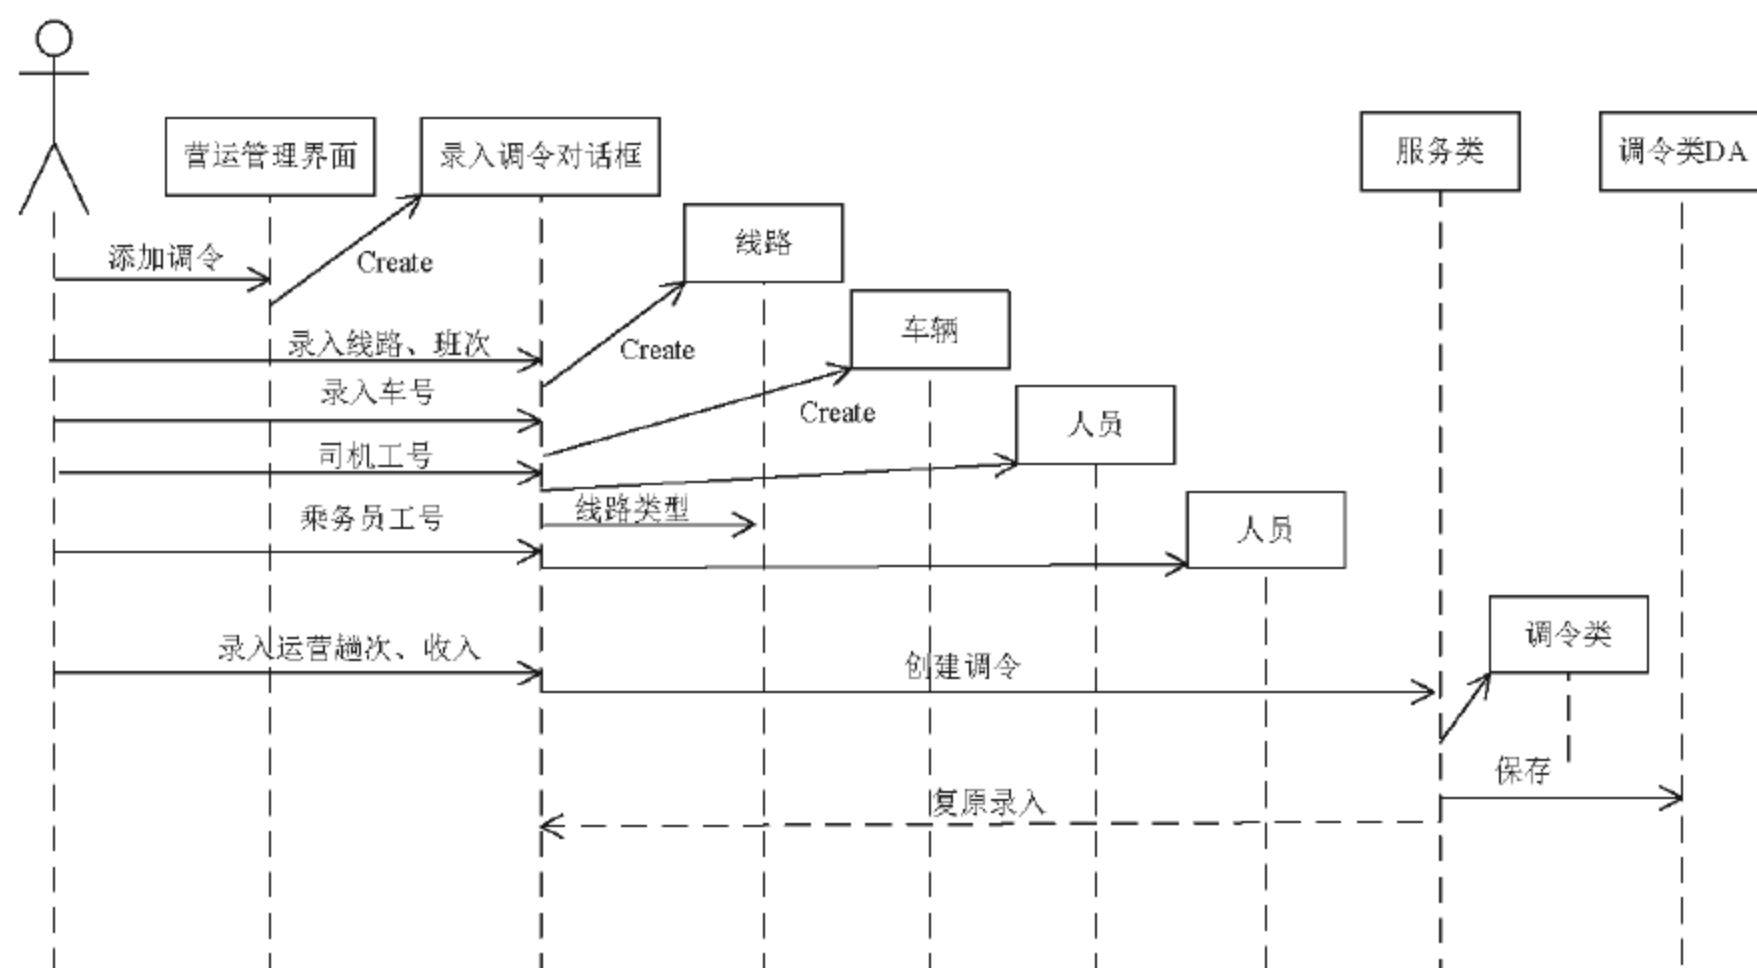 营运管理界面
录入调令对话框
服务类
调令类DA
线路
添加调令
Create
车辆
录入线路、班次
Create
录入车号
Create
人员
司机工号
线路类型
乘务员工号
人员
录入运营趟次、收入
创建调令
调令类
保存
复原录入